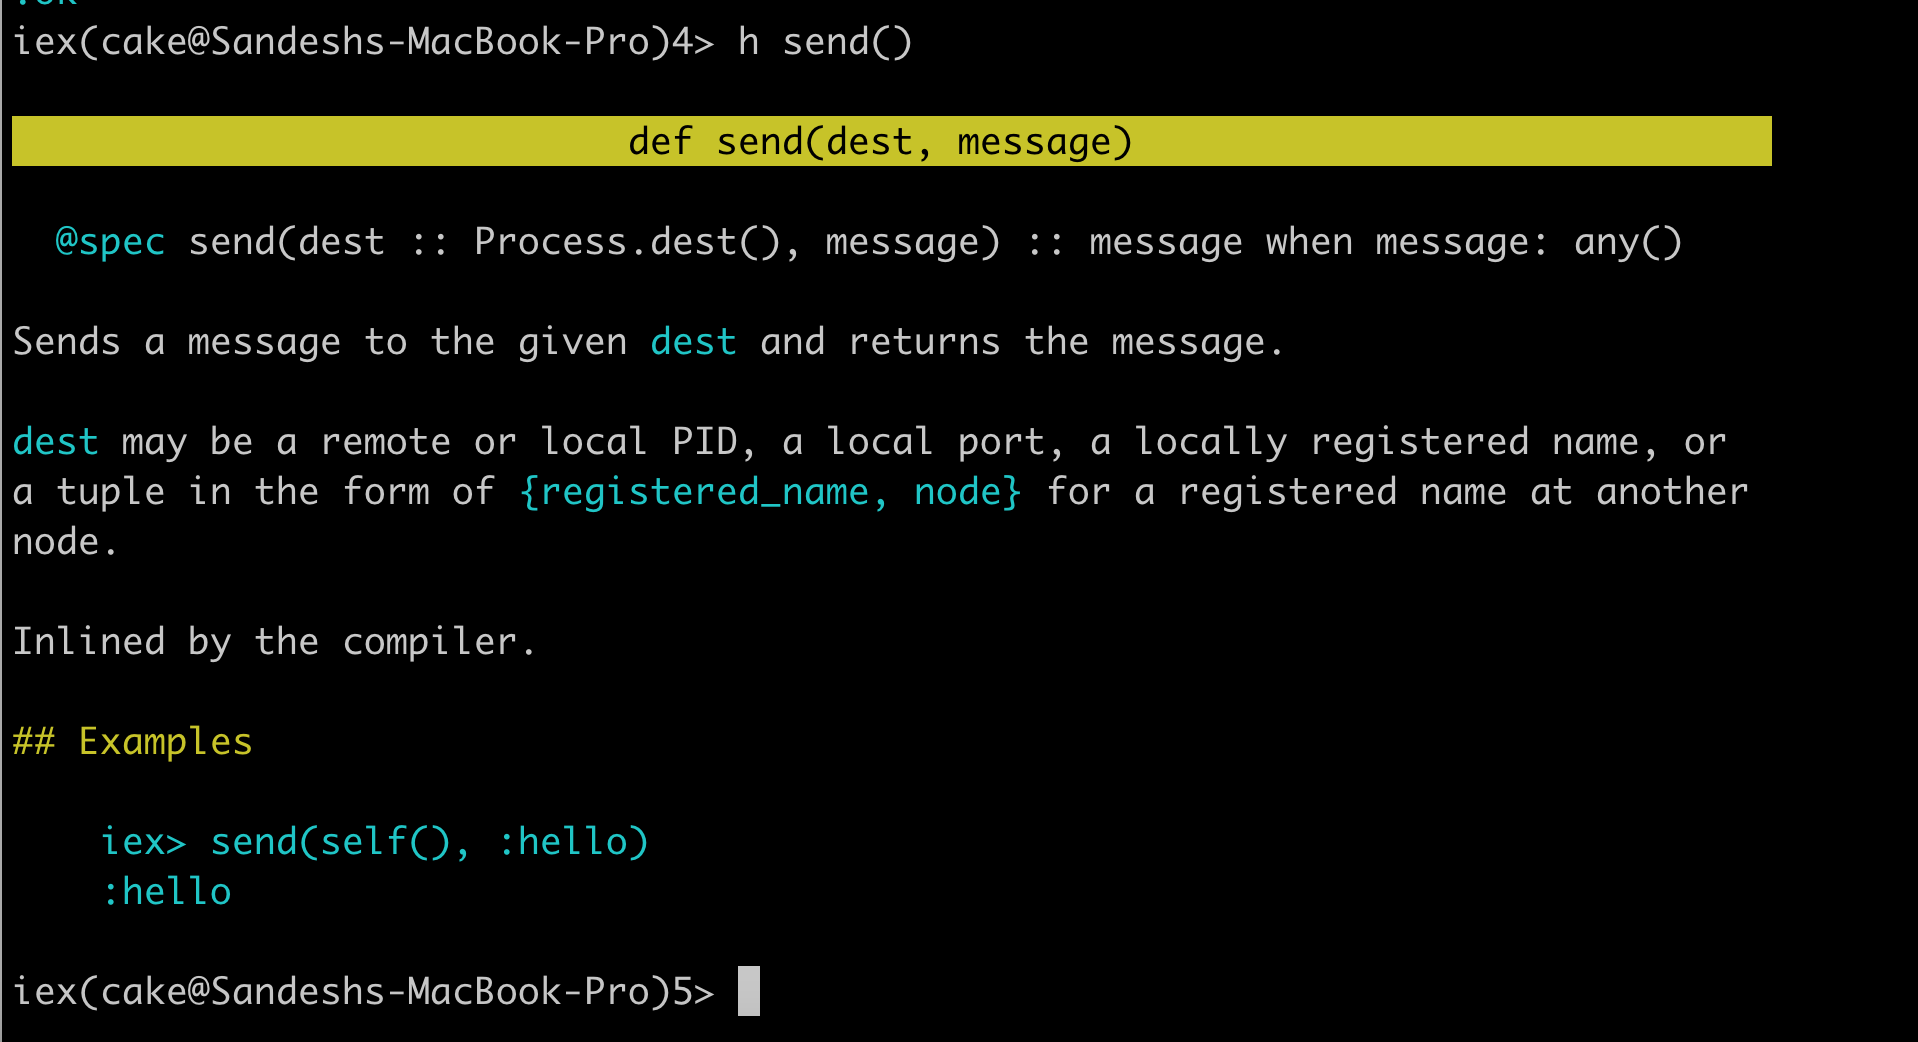 :ok
iex(cake@Sandeshs-MacBook-Pro)4> h send()
def send(dest, message)
@spec send(dest :: Process.dest(), message) :: message when message: any()
Sends a message to the given dest and returns the message.
dest may be a remote or local PID, a local port, a locally registered name, or
a tuple in the form of {registered_name, node} for a registered name at another
node.
Inlined by the compiler.
## Examples
iex> send(self(), :hello)
:hello
iex(cake@Sandeshs-MacBook-Pro)5>